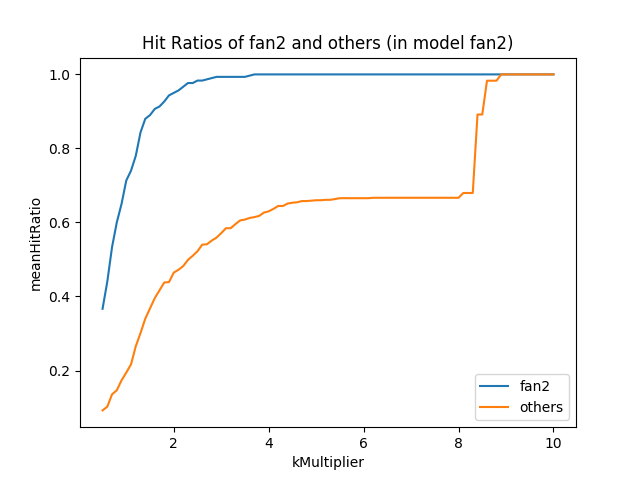 Hit Ratios of fan2 and others (in model fan2)
1.0
0.8
0.6
0.4
0.2
meanHitRatio
2
4
6
8
10
kMultiplier
fan2
others